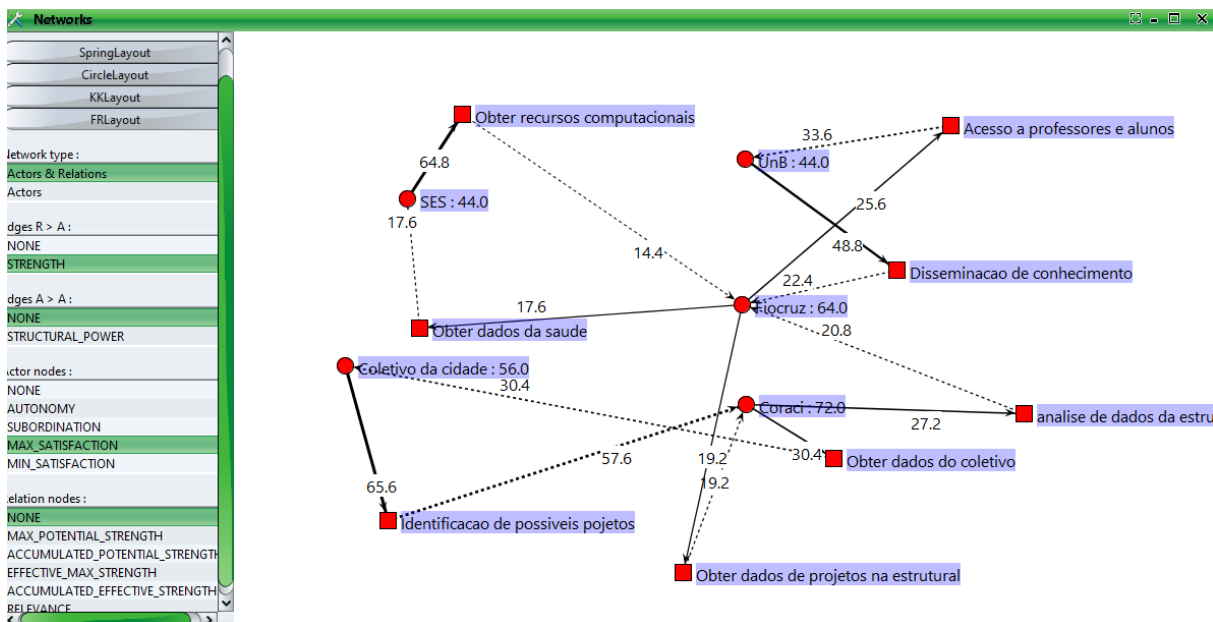 Networks
SpringLayout
CircleLayout
KKLayout
FRLayout
Network type :
Actors & Relations
Actors
dges R > A :
NONE
STRENGTH
dges A > A :
NONE
STRUCTURAL_POWER
Actor nodes :
NONE
AUTONOMY
SUBORDINATION
MAX_SATISFACTION
MIN_SATISFACTION
elation nodes :
NONE
MAX_POTENTIAL_STRENGTH
ACCUMULATED_POTENTIAL_STRENGTH
EFFECTIVE_MAX_STRENGTH
ACCUMULATED_EFFECTIVE_STRENGTH
RELEVANCE
Obter recursos computacionais
Acesso a professores e alunos
33.6
64.8
UnB : 44.0
SES : 44.0
25.6
17.6
48.8
14.4
Disseminacao de conhecimento
22.4
17.6
Fiocruz : 64.0
Obter dados da saude
20.8
Coletivo da cidade : 56.0
30.4
Coraci : 72.0
27.2
analise de dados da estru
57.6
19.2
30.4
Obter dados do coletivo
65.6
19.2
Identificacao de possiveis pojetos
Obter dados de projetos na estrutural